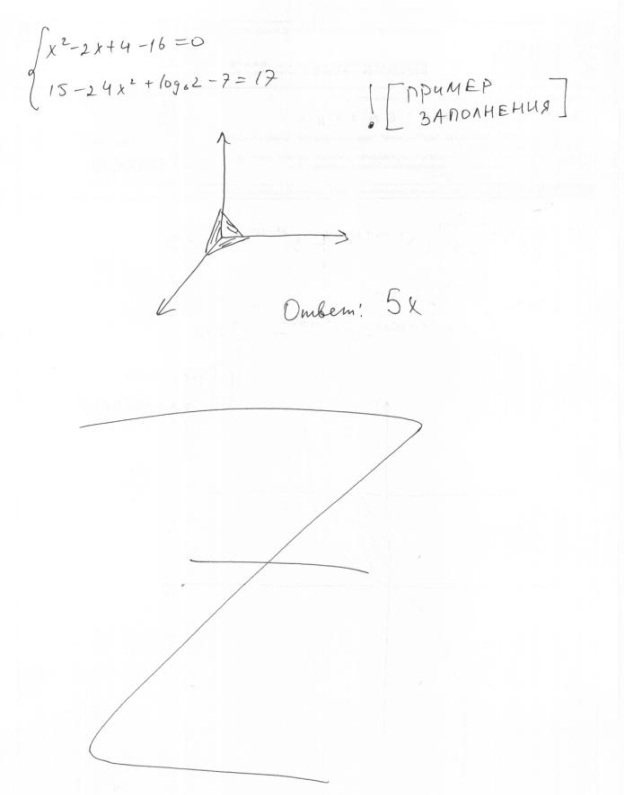 x²-2x+4-16=0
15-24x²+log₆2-7=17
! [ПРИМЕР
ЗАПОЛНЕНИЯ]
Ответ: 5x
Z